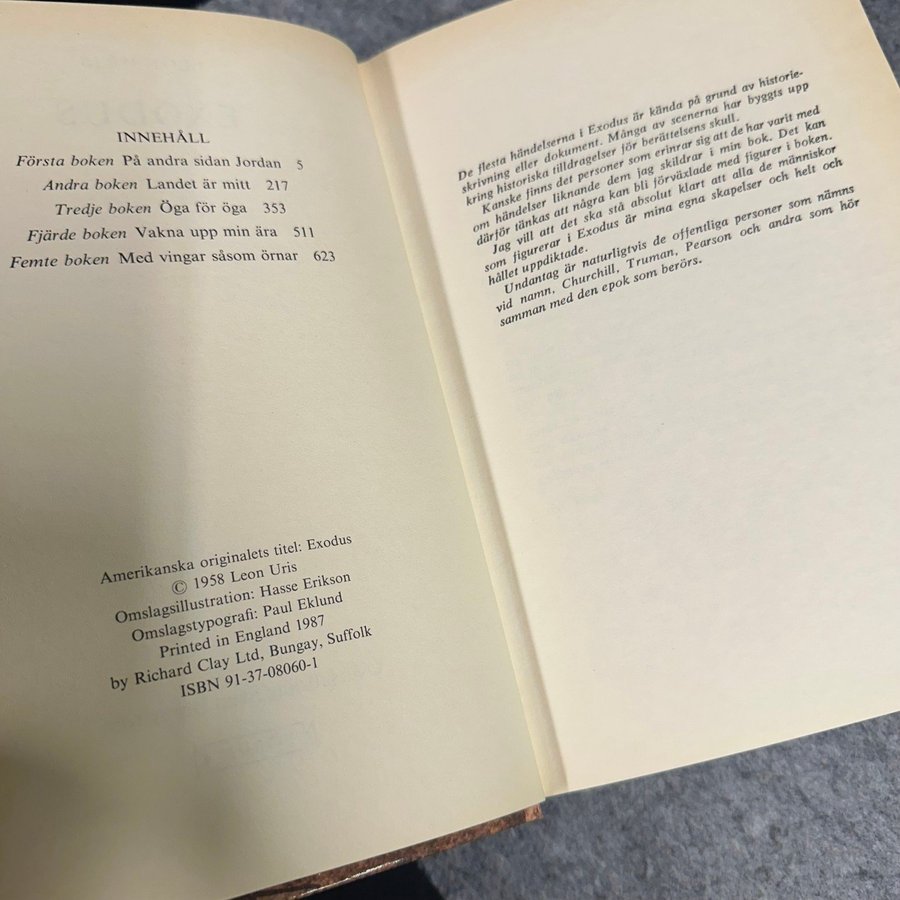 INNEHÅLL
Första boken På andra sidan Jordan 5
Andra boken Landet är mitt 217
Tredje boken Öga för öga 353
Fjärde boken Vakna upp min ära 511
Femte boken Med vingar såsom örnar 623
Amerikanska originalets titel: Exodus
© 1958 Leon Uris
Omslagsillustration: Hasse Erikson
Omslagstypografi: Paul Eklund
Printed in England 1987
by Richard Clay Ltd, Bungay, Suffolk
ISBN 91-37-08060-1
De flesta händelserna i Exodus är kända på grund av historie-
skrivning eller dokument. Många av scenerna har byggts upp
kring historiska tilldragelser för berättelsens skull.
Kanske finns det personer som erinrar sig att de har varit med
om händelser liknande dem jag skildrar i min bok. Det kan
därför tänkas att några kan bli förväxlade med figurer i boken.
Jag vill att det ska stå absolut klart att alla de människor
som figurerar i Exodus är mina egna skapelser och helt och
hållet uppdiktade.
Undantag är naturligtvis de offentliga personer som nämns
vid namn, Churchill, Truman, Pearson och andra som hör
samman med den epok som berörs.